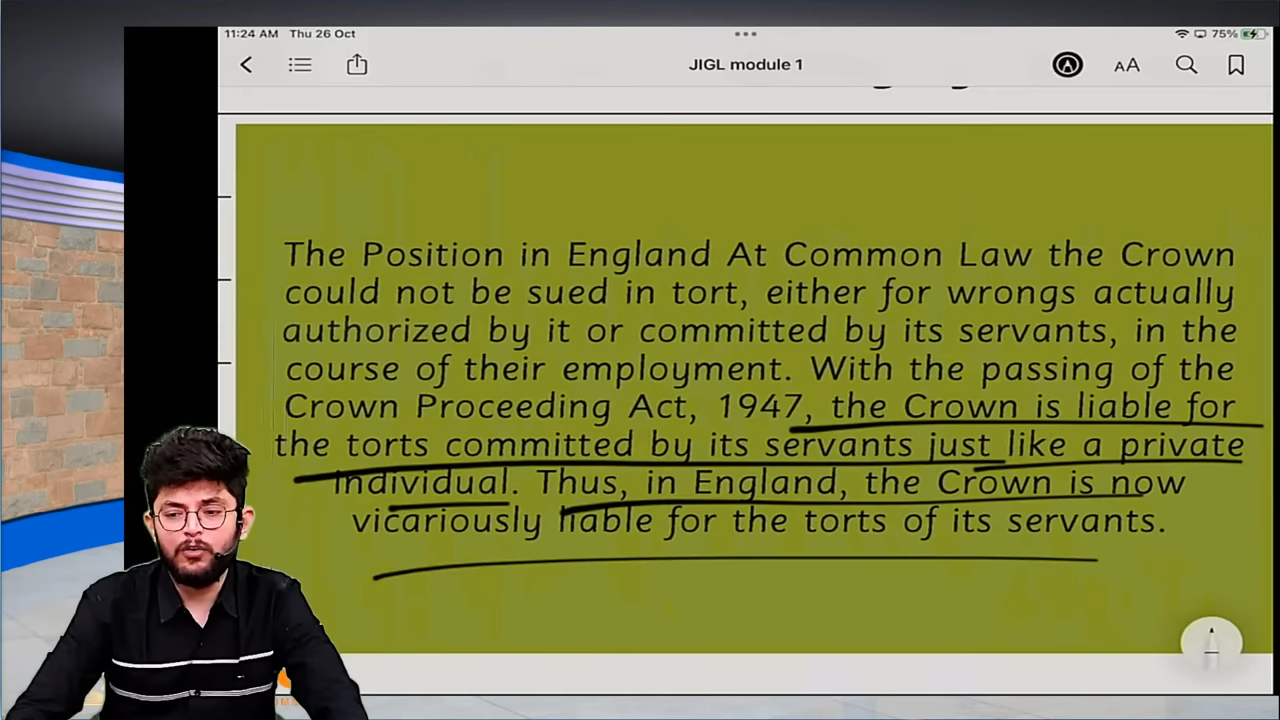 11:24 AM Thu 26 Oct
75%
JIGL module 1
AA
The Position in England At Common Law the Crown
could not be sued in tort, either for wrongs actually
authorized by it or committed by its servants, in the
course of their employment. With the passing of the
Crown Proceeding Act, 1947, the Crown is liable for
the torts committed by its servants just like a private
individual. Thus, in England, the Crown is now
vicariously liable for the torts of its servants.